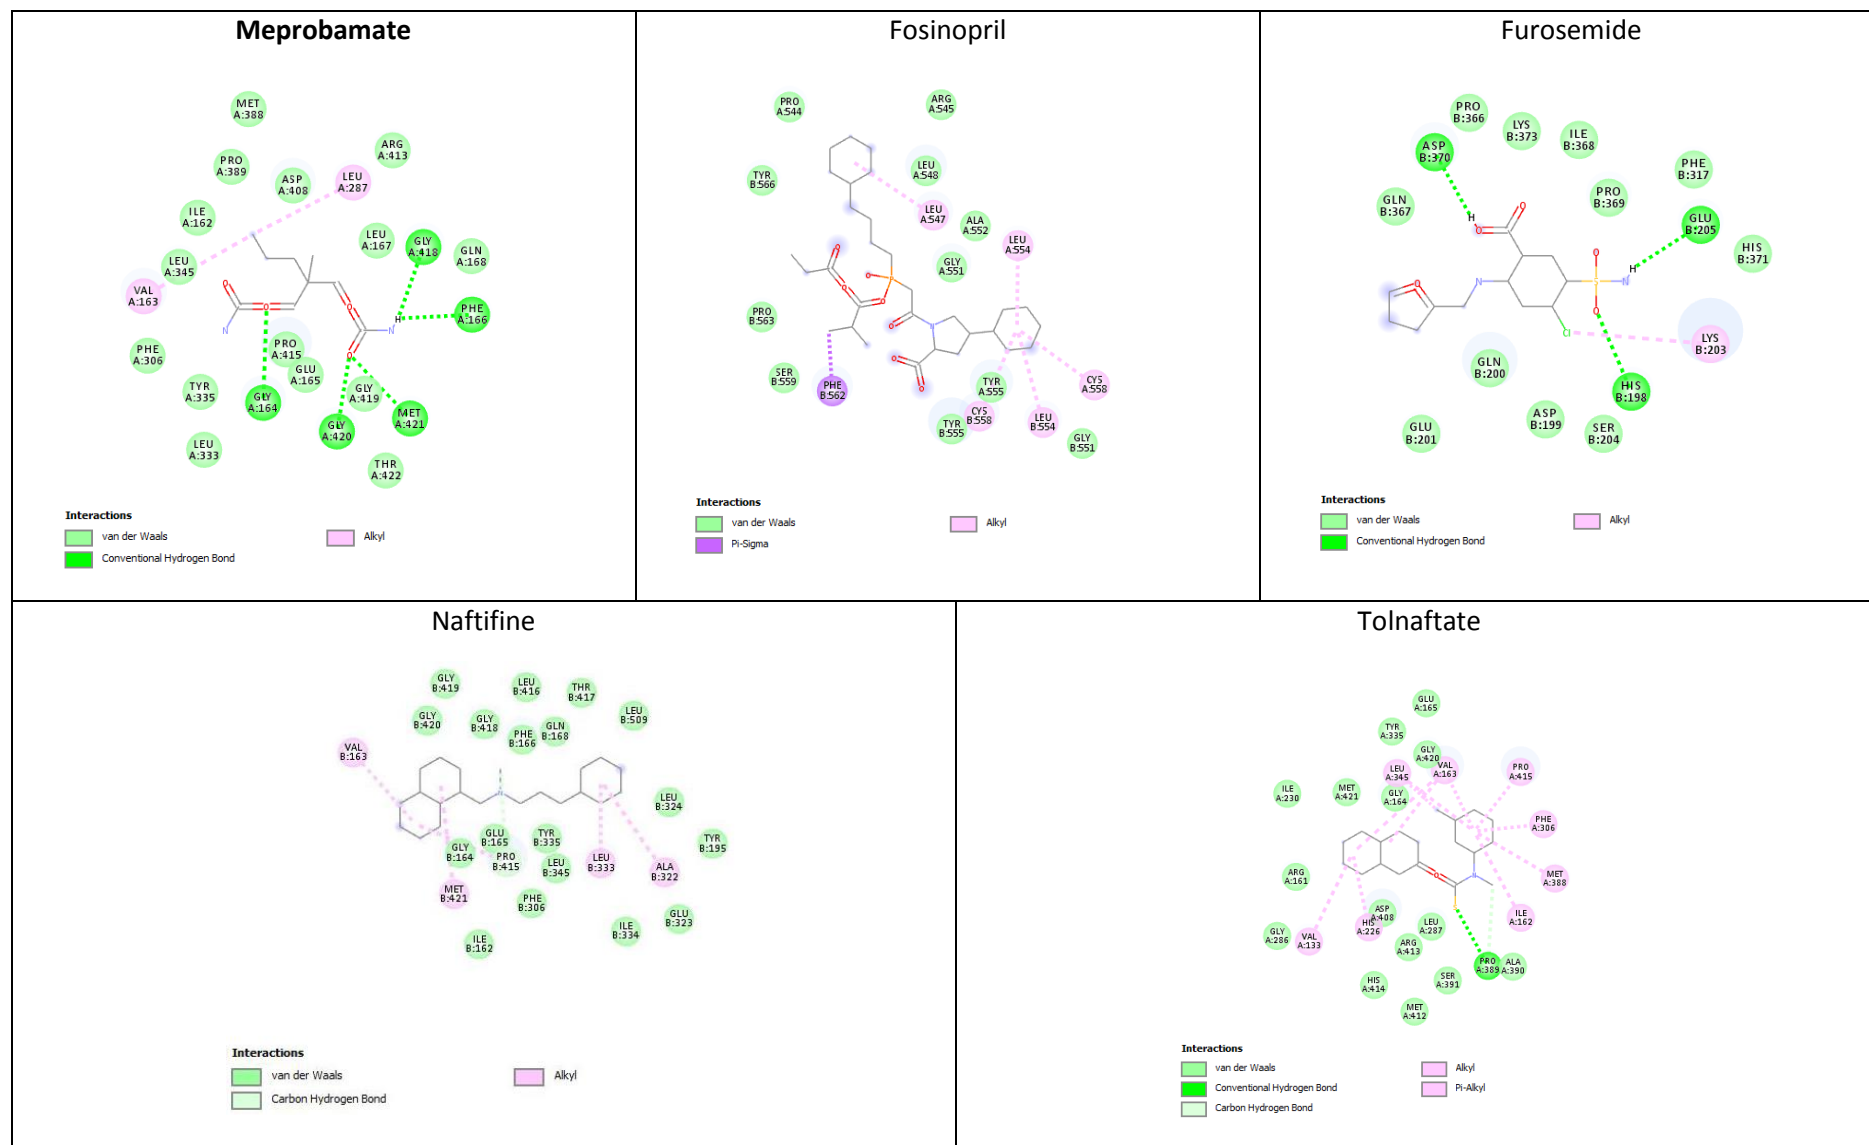 Meprobamate
MET
A:388
ARG
A:413
PRO
A:389
ASP
A:408
LEU
A:287
ILE
A:162
LEU
A:167
GLY
A:418
GLN
A:168
LEU
A:345
VAL
A:163
O
O
O
O
H
N
N
PHE
A:166
PHE
A:306
PRO
A:415
GLU
A:165
TYR
A:335
GLY
A:164
GLY
A:419
GLY
A:420
MET
A:421
LEU
A:333
THR
A:422
Interactions
van der Waals
Conventional Hydrogen Bond
Alkyl
Fosinopril
PRO
A:544
ARG
A:545
TYR
B:566
LEU
A:548
LEU
A:547
ALA
A:552
LEU
A:554
GLY
A:551
O
O
O
P
O
O
O
N
O
O
PRO
B:563
SER
B:559
PHE
B:562
TYR
A:555
CYS
A:558
CYS
B:558
TYR
B:555
LEU
B:554
GLY
B:551
Interactions
van der Waals
Pi-Sigma
Alkyl
Furosemide
PRO
B:366
LYS
B:373
ILE
B:368
ASP
B:370
PHE
B:317
GLN
B:367
PRO
B:369
GLU
B:205
HIS
B:371
H
O
O
O
S
H
N
O
N
O
Cl
LYS
B:203
GLN
B:200
HIS
B:198
GLU
B:201
ASP
B:199
SER
B:204
Interactions
van der Waals
Conventional Hydrogen Bond
Alkyl
Naftifine
GLY
B:419
LEU
B:416
THR
B:417
GLY
B:420
GLY
B:418
PHE
B:166
GLN
B:168
LEU
B:509
VAL
B:163
N
LEU
B:324
GLY
B:164
GLU
B:165
PRO
B:415
TYR
B:335
LEU
B:345
LEU
B:333
ALA
B:322
TYR
B:195
MET
B:421
PHE
B:306
GLU
B:323
ILE
B:162
ILE
B:334
Interactions
van der Waals
Carbon Hydrogen Bond
Alkyl
Tolnaftate
GLU
A:165
TYR
A:335
GLY
A:420
LEU
A:345
VAL
A:163
PRO
A:415
ILE
A:230
MET
A:421
GLY
A:164
PHE
A:306
ARG
A:161
O
N
S
MET
A:388
ASP
A:408
HIS
A:226
LEU
A:287
ILE
A:162
GLY
A:286
VAL
A:133
ARG
A:413
PRO
A:389
ALA
A:390
HIS
A:414
SER
A:391
MET
A:412
Interactions
van der Waals
Conventional Hydrogen Bond
Carbon Hydrogen Bond
Alkyl
Pi-Alkyl